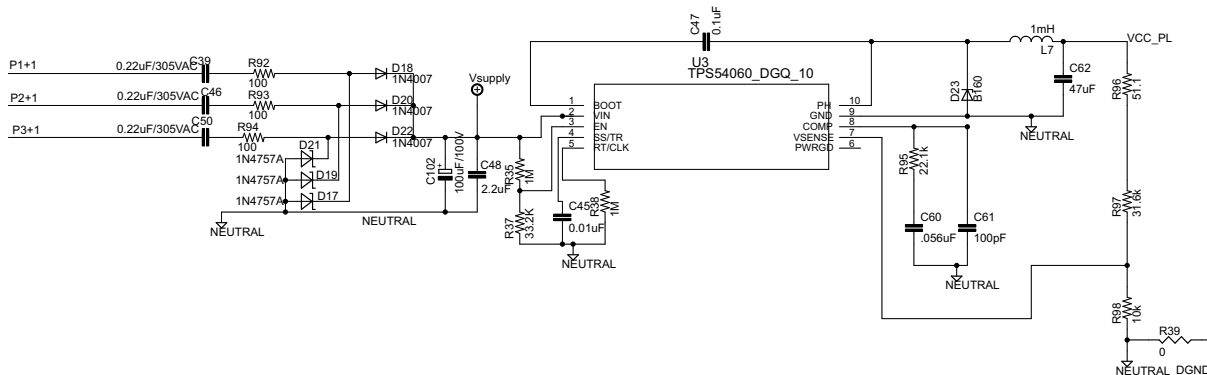 C47
0.1uF
1mH
L7
VCC_PL
P1+1
0.22uF/305VAC
C39
R92
100
D18
1N4007
P2+1
0.22uF/305VAC
C46
R93
100
D20
1N4007
P3+1
0.22uF/305VAC
C50
R94
100
D22
1N4007
1N4757A
D21
1N4757A
D19
1N4757A
D17
NEUTRAL
NEUTRAL
Vsupply
C102
+
100uF/100V
C48
2.2uF
R35
1M
R37
33.2K
C45
0.01uF
R38
1M
NEUTRAL
U3
TPS54060_DGQ_10
1 BOOT
2 VIN
3 EN
4 SS/TR
5 RT/CLK
PH 10
GND 9
COMP 8
VSENSE 7
PWRGD 6
D23
B160
C62
47uF
NEUTRAL
R95
22.1k
C60
.056uF
C61
100pF
NEUTRAL
R96
51.1
R97
31.6k
R98
10k
R39
0
NEUTRAL
DGND